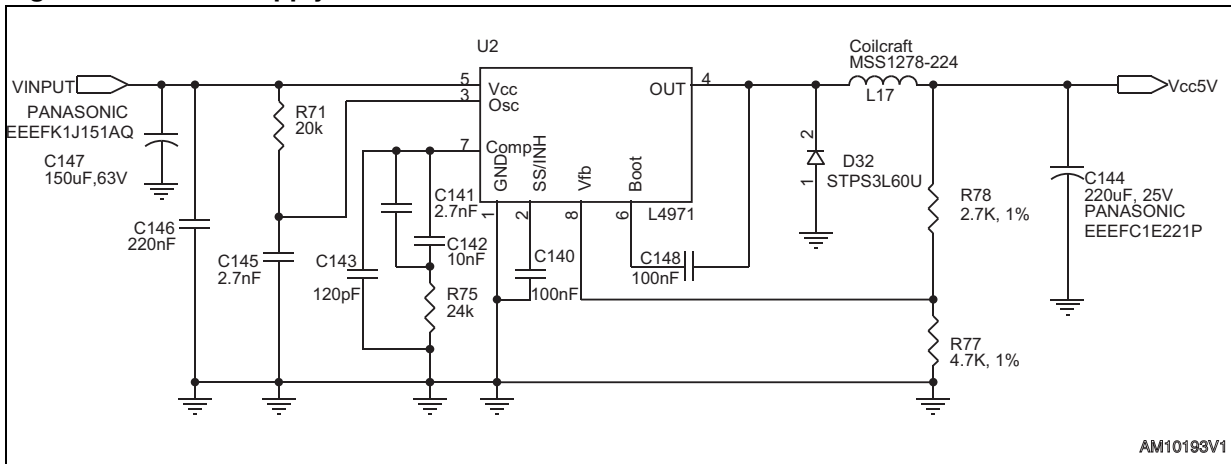 U2
Coilcraft
MSS1278-224
L17
VINPUT
PANASONIC
EEEFK1J151AQ
C147
150uF,63V
R71
20k
5
3
7
Vcc
Osc
Comp
GND
SS/INH
Vfb
Boot
OUT
4
1
2
8
6
L4971
C146
220nF
C145
2.7nF
C143
120pF
C141
2.7nF
C142
10nF
R75
24k
C140
100nF
C148
100nF
2
1
D32
STPS3L60U
Vcc5V
R78
2.7K, 1%
C144
220uF, 25V
PANASONIC
EEEFC1E221P
R77
4.7K, 1%
AM10193V1